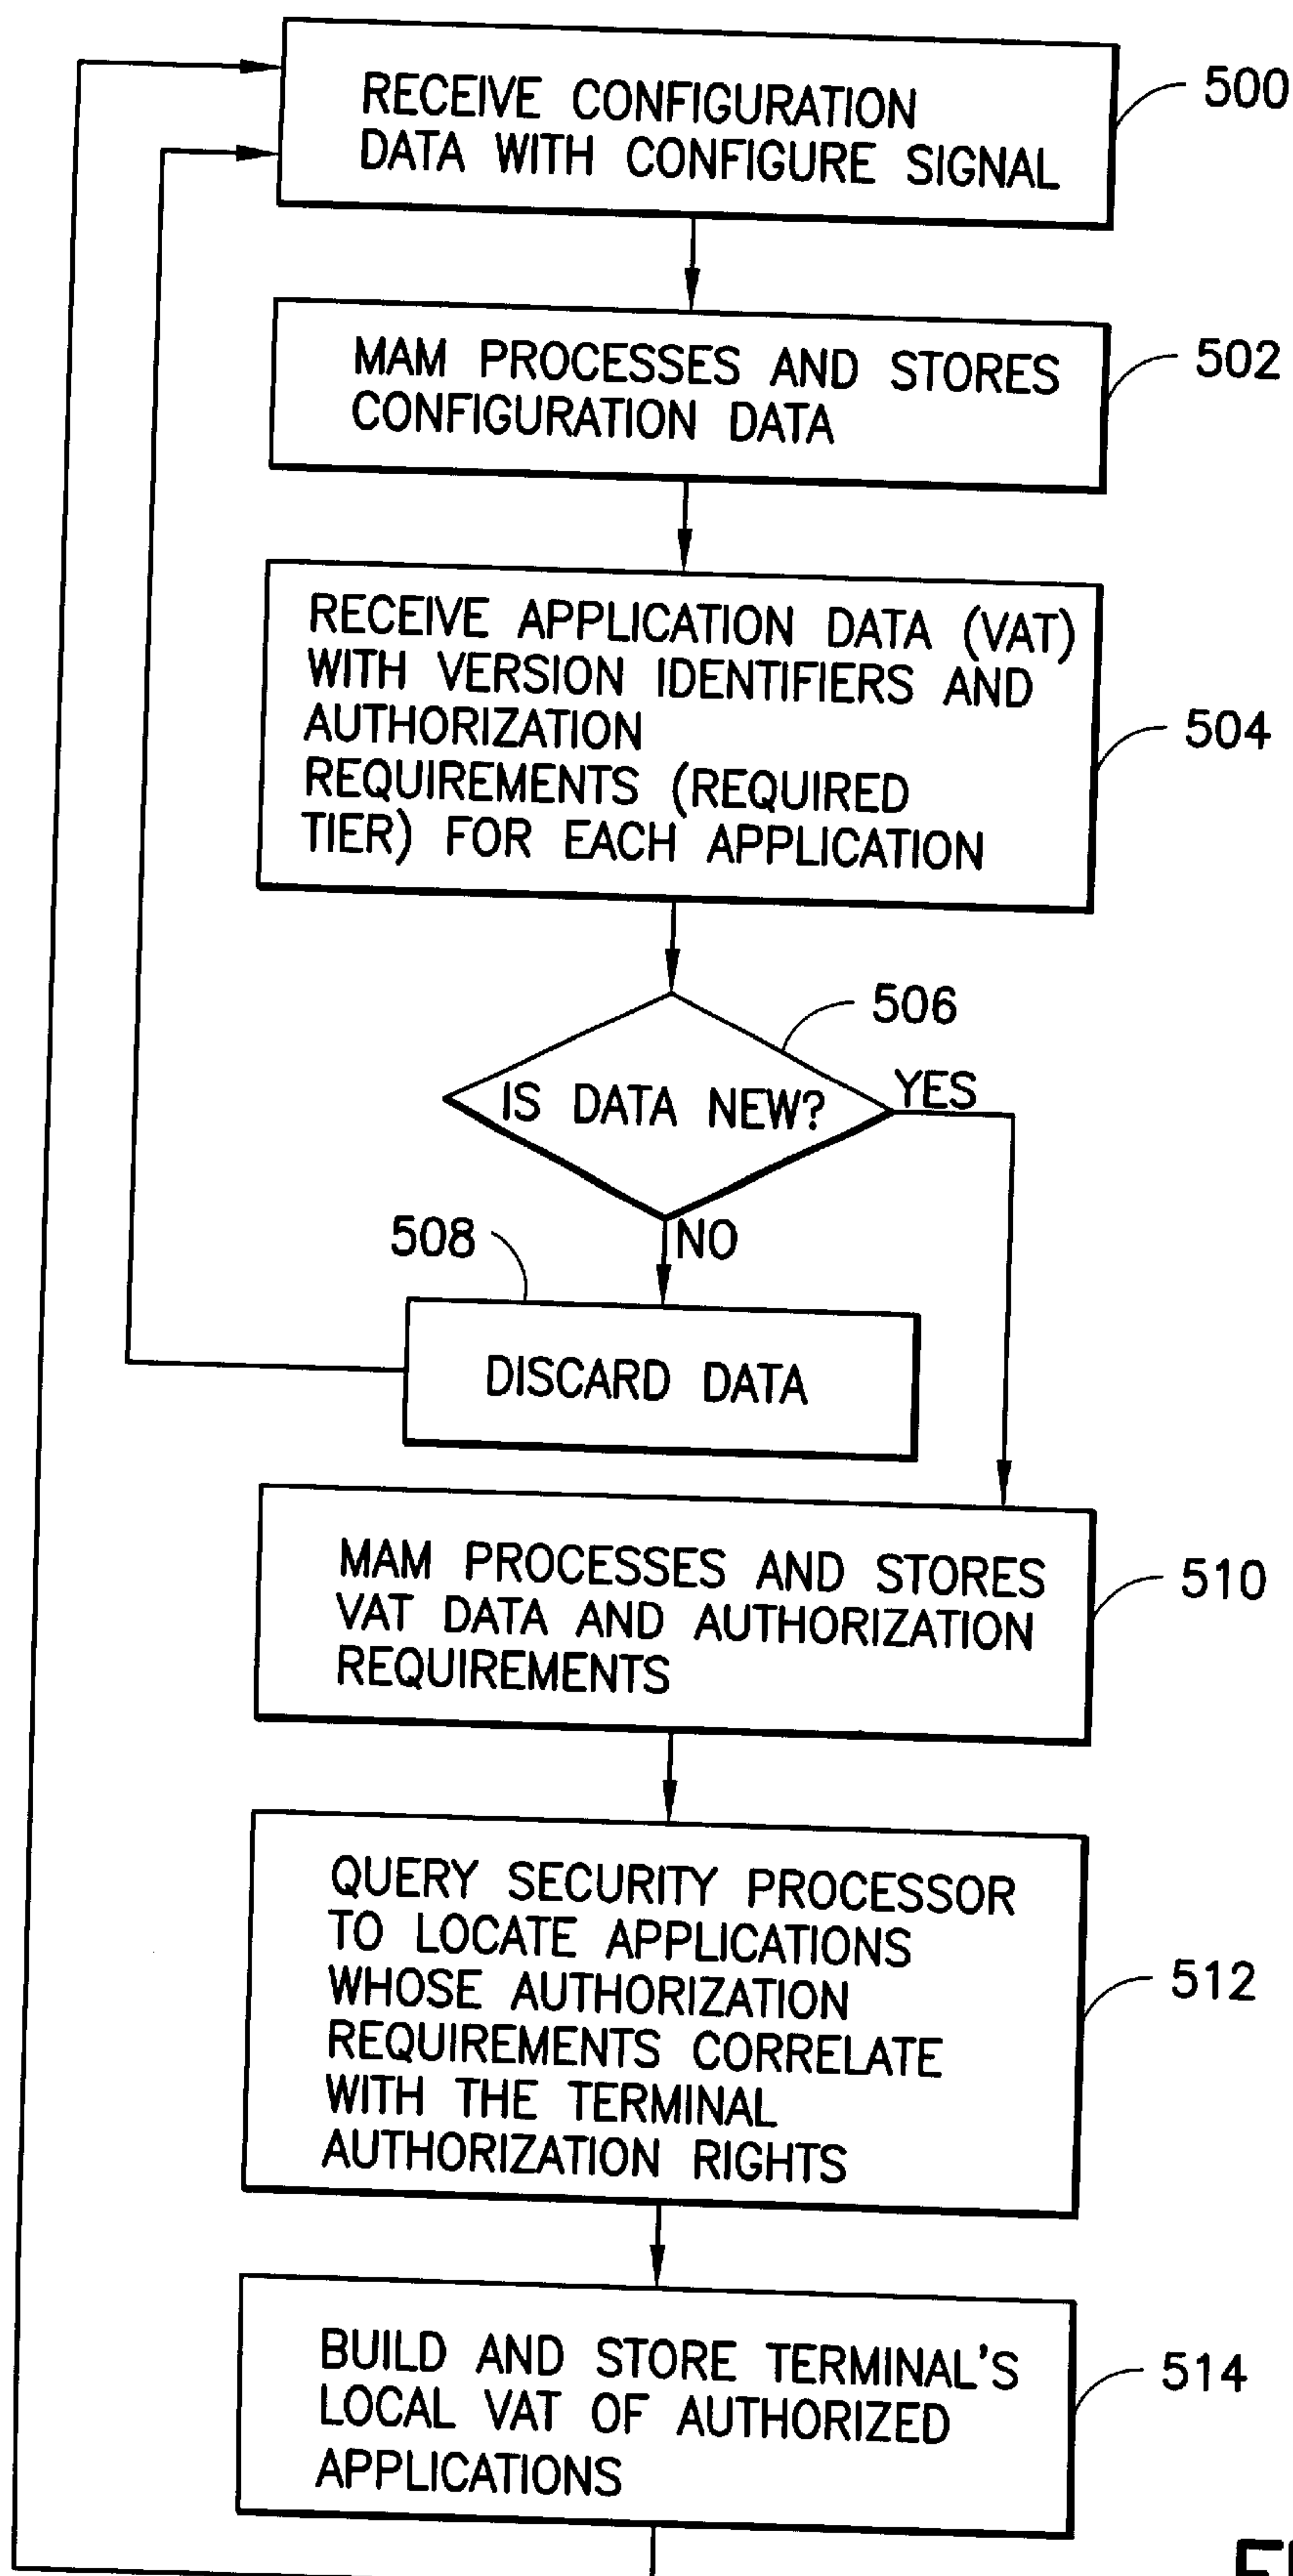 RECEIVE CONFIGURATION
DATA WITH CONFIGURE SIGNAL
500
MAM PROCESSES AND STORES
CONFIGURATION DATA
502
RECEIVE APPLICATION DATA (VAT)
WITH VERSION IDENTIFIERS AND
AUTHORIZATION
REQUIREMENTS (REQUIRED
TIER) FOR EACH APPLICATION
504
506
IS DATA NEW?
YES
NO
508
DISCARD DATA
MAM PROCESSES AND STORES
VAT DATA AND AUTHORIZATION
REQUIREMENTS
510
QUERY SECURITY PROCESSOR
TO LOCATE APPLICATIONS
WHOSE AUTHORIZATION
REQUIREMENTS CORRELATE
WITH THE TERMINAL
AUTHORIZATION RIGHTS
512
BUILD AND STORE TERMINAL'S
LOCAL VAT OF AUTHORIZED
APPLICATIONS
514